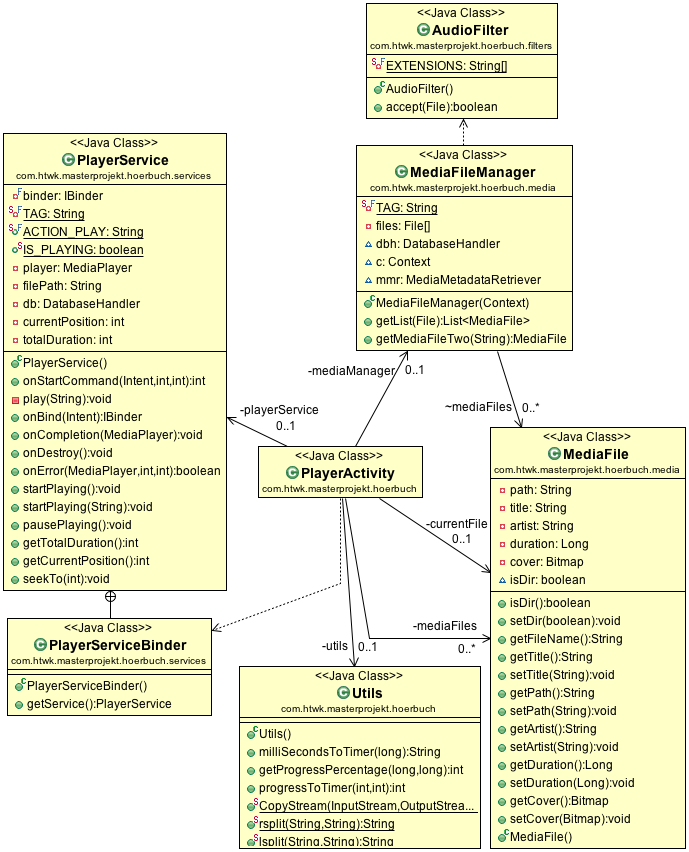 <<Java Class>>
AudioFilter
com.htwk.masterprojekt.hoerbuch.filters
EXTENSIONS: String[]
AudioFilter()
accept(File):boolean
<<Java Class>>
PlayerService
com.htwk.masterprojekt.hoerbuch.services
binder: IBinder
TAG: String
ACTION_PLAY: String
IS_PLAYING: boolean
player: MediaPlayer
filePath: String
db: DatabaseHandler
currentPosition: int
totalDuration: int
PlayerService()
onStartCommand(Intent,int,int):int
play(String):void
onBind(Intent):IBinder
onCompletion(MediaPlayer):void
onDestroy():void
onError(MediaPlayer,int,int):boolean
startPlaying():void
startPlaying(String):void
pausePlaying():void
getTotalDuration():int
getCurrentPosition():int
seekTo(int):void
<<Java Class>>
MediaFileManager
com.htwk.masterprojekt.hoerbuch.media
TAG: String
files: File[]
dbh: DatabaseHandler
c: Context
mmr: MediaMetadataRetriever
MediaFileManager(Context)
getList(File):List<MediaFile>
getMediaFileTwo(String):MediaFile
-mediaManager
0..1
~mediaFiles
0..*
-playerService
0..1
<<Java Class>>
PlayerActivity
com.htwk.masterprojekt.hoerbuch
-currentFile
0..1
-mediaFiles
0..*
-utils
0..1
<<Java Class>>
MediaFile
com.htwk.masterprojekt.hoerbuch.media
path: String
title: String
artist: String
duration: Long
cover: Bitmap
isDir: boolean
isDir():boolean
setDir(boolean):void
getFileName():String
getTitle():String
setTitle(String):void
getPath():String
setPath(String):void
getArtist():String
setArtist(String):void
getDuration():Long
setDuration(Long):void
getCover():Bitmap
setCover(Bitmap):void
MediaFile()
<<Java Class>>
PlayerServiceBinder
com.htwk.masterprojekt.hoerbuch.services
PlayerServiceBinder()
getService():PlayerService
<<Java Class>>
Utils
com.htwk.masterprojekt.hoerbuch
Utils()
milliSecondsToTimer(long):String
getProgressPercentage(long,long):int
progressToTimer(int,int):int
CopyStream(InputStream,OutputStrea...
rsplit(String,String):String
lsplit(String,String):String